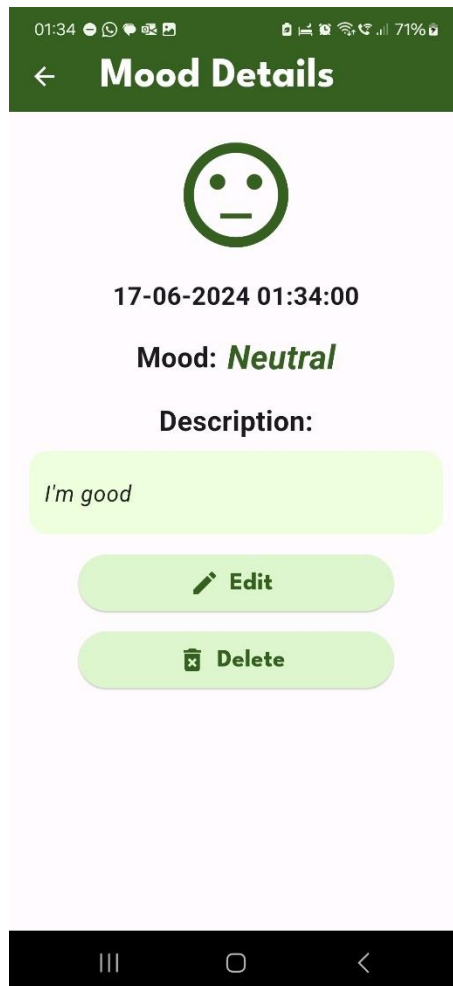 01:34
71%
Mood Details
17-06-2024 01:34:00
Mood: Neutral
Description:
I'm good
Edit
Delete